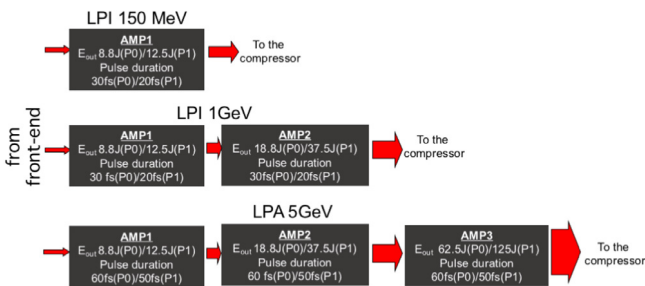 LPI 150 MeV
AMP1
Eout 8.8J(P0)/12.5J(P1)
Pulse duration
30fs(P0)/20fs(P1)
To the
compressor
from
front-end
LPI 1GeV
AMP1
Eout 8.8J(P0)/12.5J(P1)
Pulse duration
30 fs(P0)/20fs(P1)
AMP2
Eout 18.8J(P0)/37.5J(P1)
Pulse duration
30fs(P0)/20fs(P1)
To the
compressor
LPA 5GeV
AMP1
Eout 8.8J(P0)/12.5J(P1)
Pulse duration
60fs(P0)/50fs(P1)
AMP2
Eout 18.8J(P0)/37.5J(P1)
Pulse duration
60 fs(P0)/50fs(P1)
AMP3
Eout 62.5J(P0)/125J(P1)
Pulse duration
60fs(P0)/50fs(P1)
To the
compressor